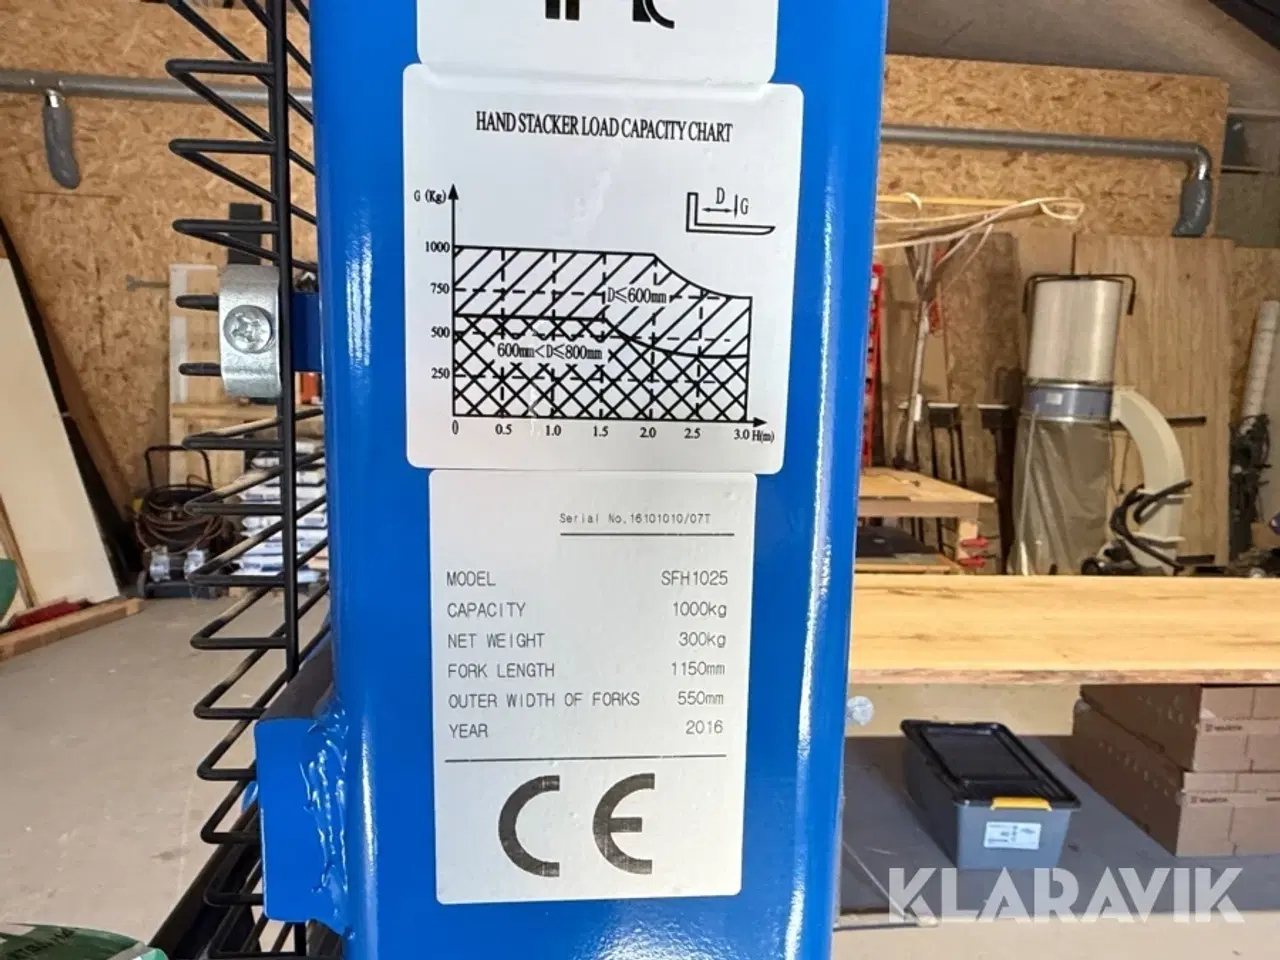 HAND STACKER LOAD CAPACITY CHART
G (Kg)
D
G
1000
750
500
250
D≤600mm
600mm<D≤800mm
0 0.5 1.0 1.5 2.0 2.5 3.0 H(m)
Serial No.16101010/07T
MODEL SFH1025
CAPACITY 1000kg
NET WEIGHT 300kg
FORK LENGTH 1150mm
OUTER WIDTH OF FORKS 550mm
YEAR 2016
CE
KLARAVIK